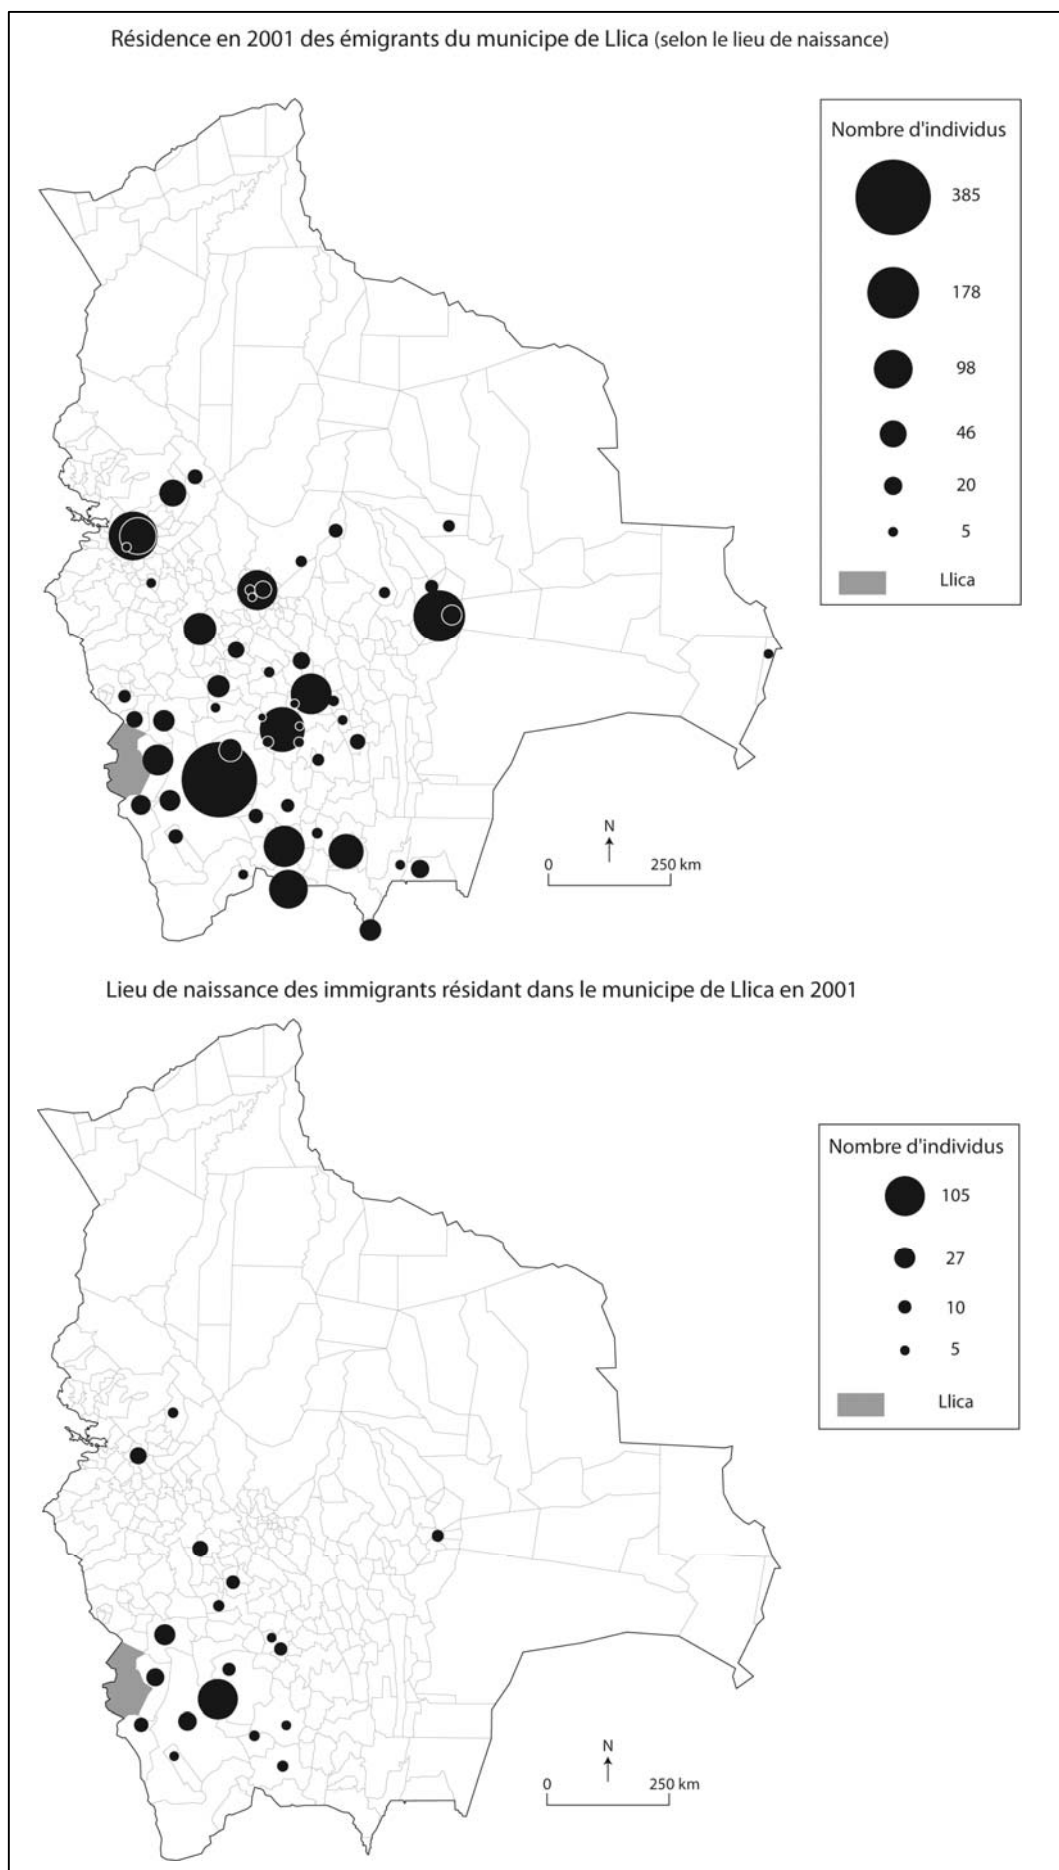 Résidence en 2001 des émigrants du municipe de Llica (selon le lieu de naissance)
Nombre d'individus
385
178
98
46
20
5
Llica
N
0 250 km
Lieu de naissance des immigrants résidant dans le municipe de Llica en 2001
Nombre d'individus
105
27
10
5
Llica
N
0 250 km